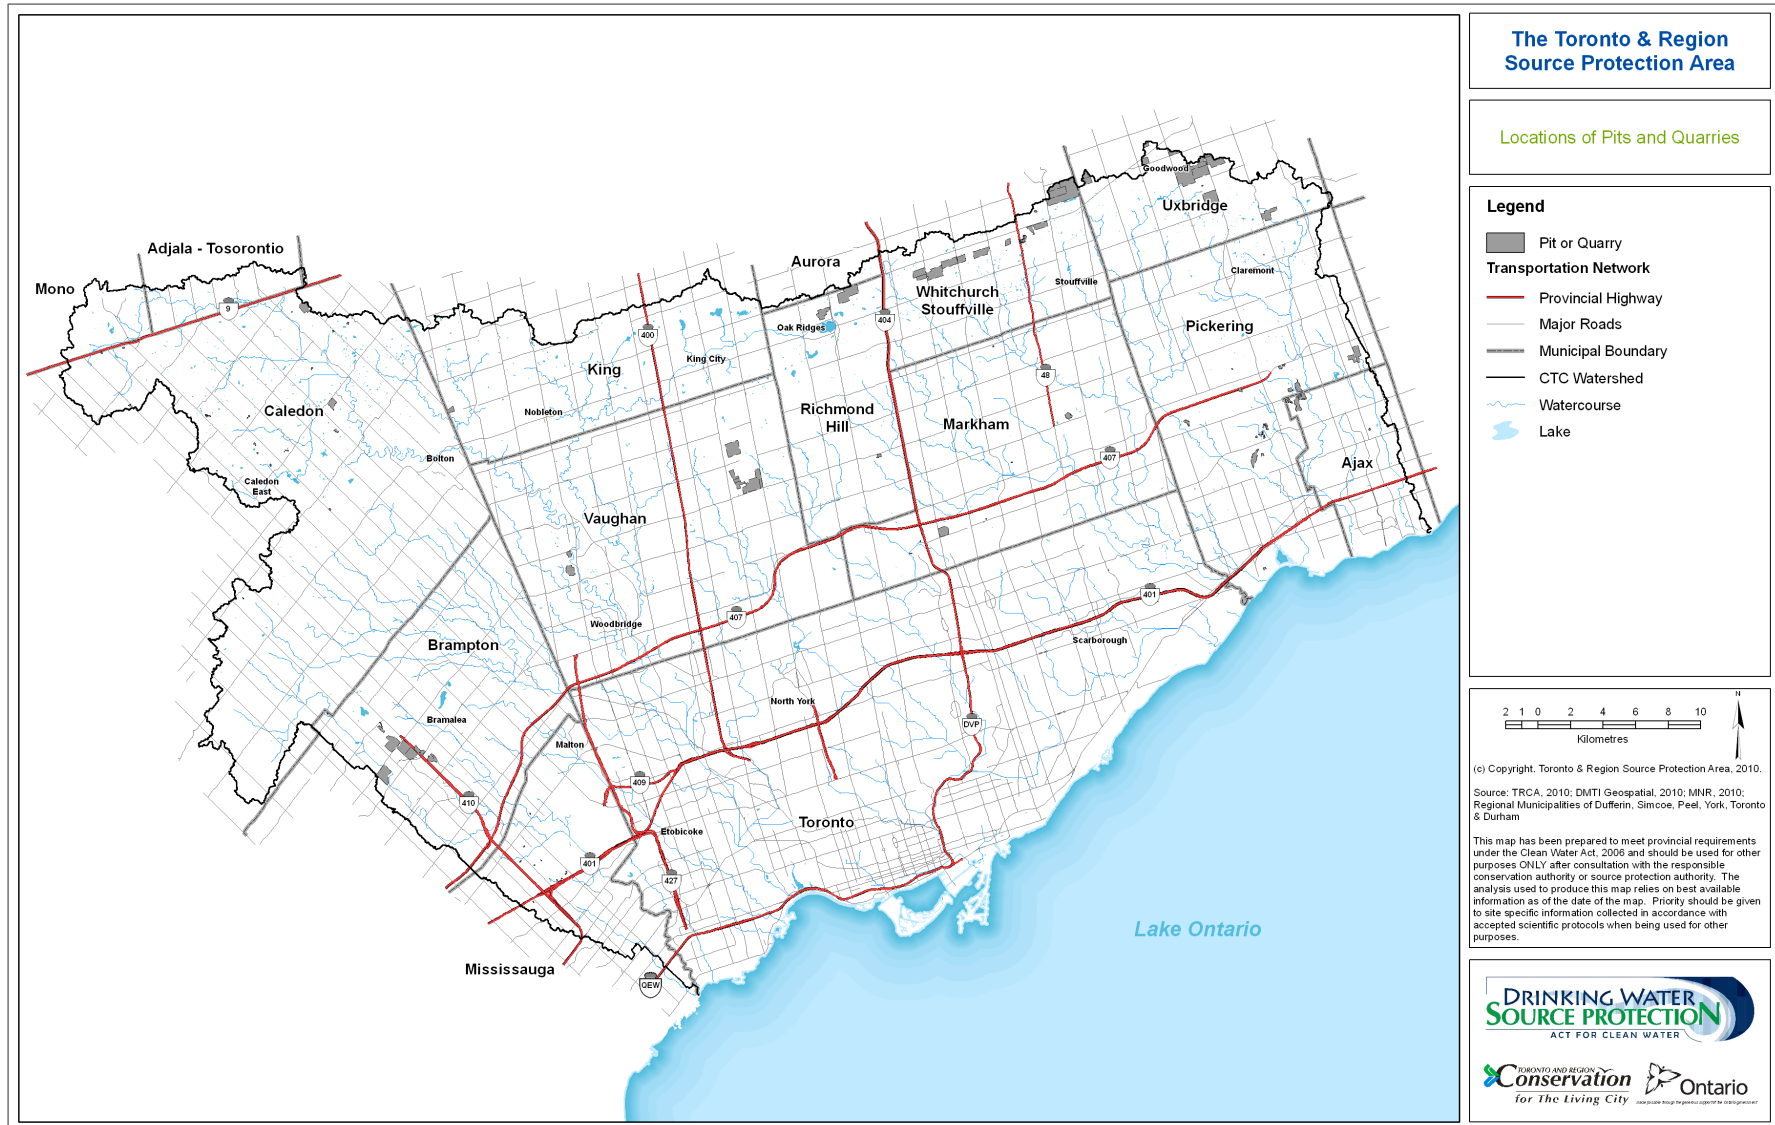 The Toronto & Region
Source Protection Area
Locations of Pits and Quarries
Legend
Pit or Quarry
Transportation Network
Provincial Highway
Major Roads
Municipal Boundary
CTC Watershed
Watercourse
Lake
2 1 0 2 4 6 8 10
Kilometres
N
(c) Copyright. Toronto & Region Source Protection Area, 2010.
Source: TRCA, 2010; DMTI Geospatial, 2010; MNR, 2010;
Regional Municipalities of Dufferin, Simcoe, Peel, York, Toronto
& Durham
This map has been prepared to meet provincial requirements
under the Clean Water Act, 2006 and should be used for other
purposes ONLY after consultation with the responsible
conservation authority or source protection authority. The
analysis used to produce this map relies on best available
information as of the date of the map. Priority should be given
to site specific information collected in accordance with
accepted scientific protocols when being used for other
purposes.
DRINKING WATER
SOURCE PROTECTION
ACT FOR CLEAN WATER
TORONTO AND REGION
Conservation
for The Living City
Ontario
made possible through the generous support of the Ontario government
Goodwood
Uxbridge
Adjala - Tosorontio
Mono
9
Aurora
Claremont
Stouffville
Whitchurch
Stouffville
404
Oak Ridges
Pickering
400
King City
King
48
Caledon
Nobleton
Richmond
Hill
Markham
Bolton
407
Ajax
Caledon
East
Vaughan
401
407
Woodbridge
Scarborough
Brampton
North York
Bramalea
DVP
Malton
409
410
Toronto
Etobicoke
401
427
Lake Ontario
Mississauga
QEW